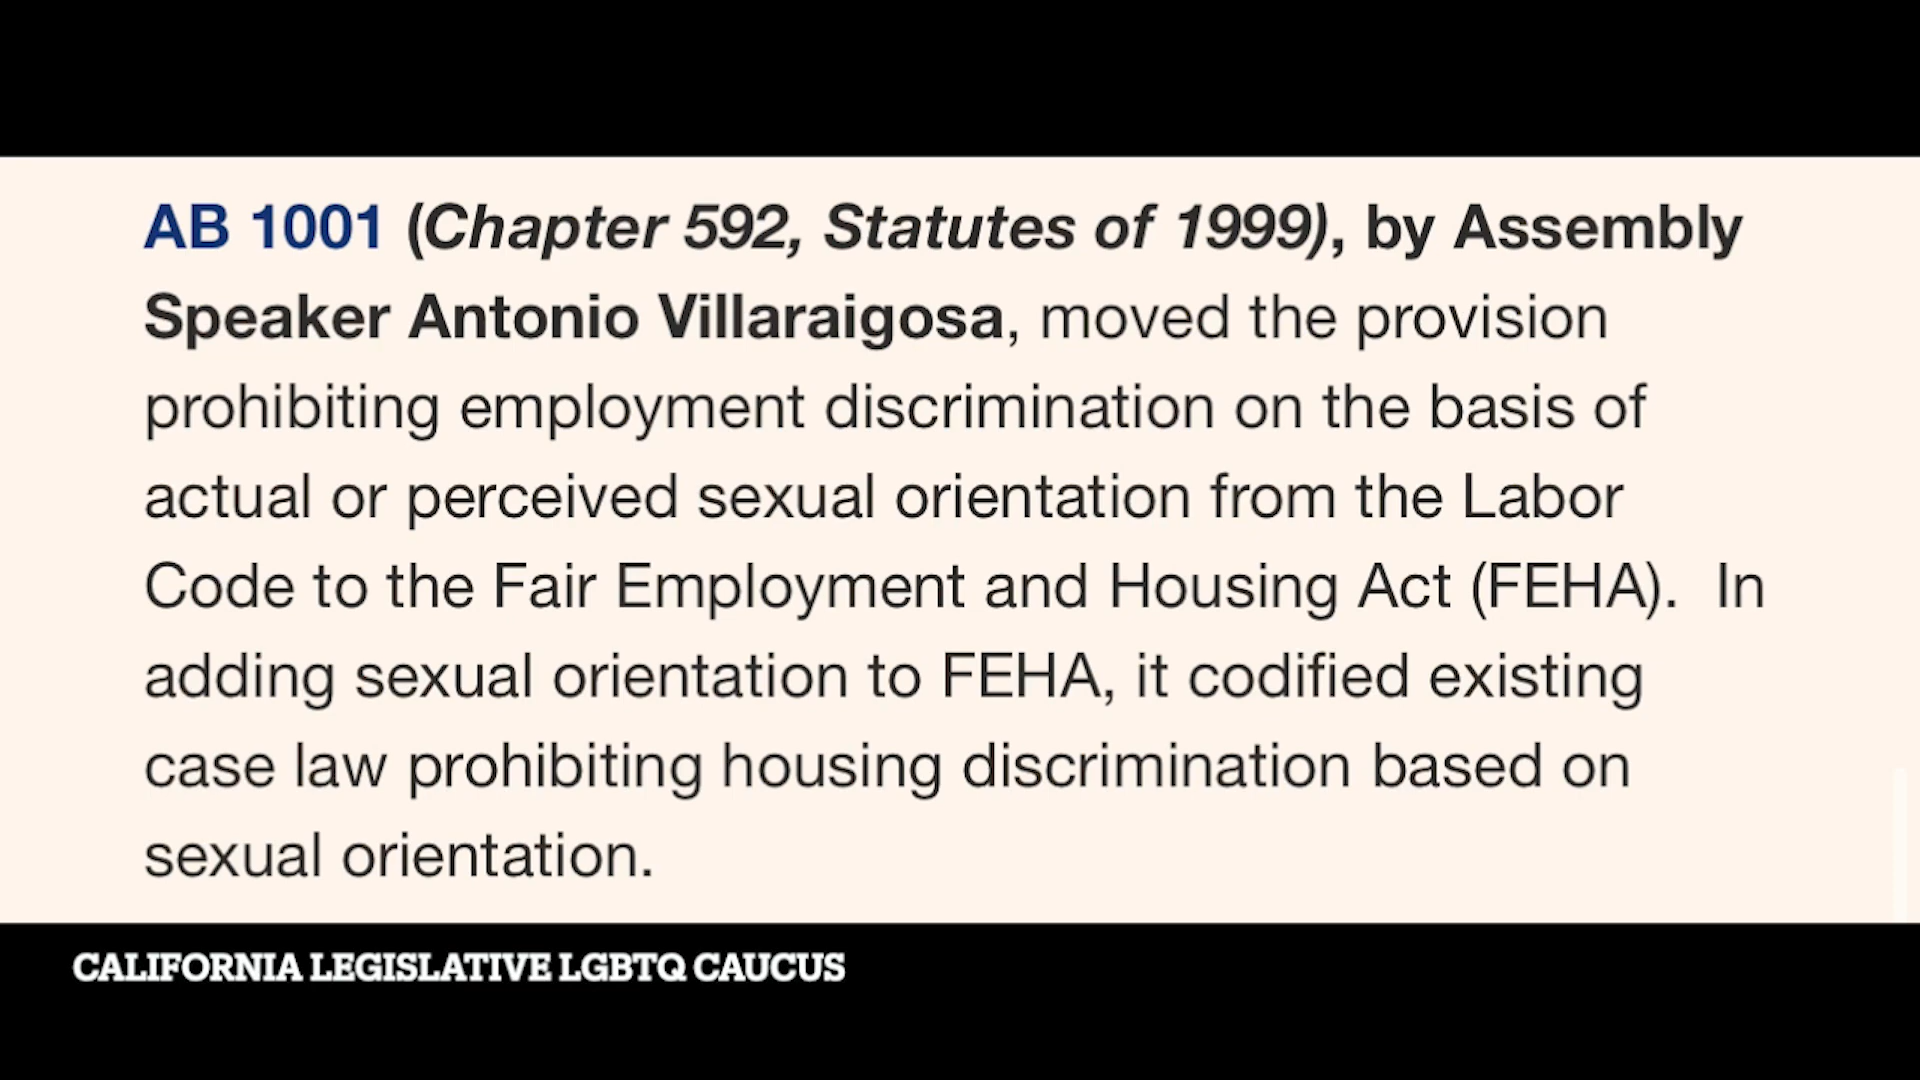 AB 1001 (Chapter 592, Statutes of 1999), by Assembly
Speaker Antonio Villaraigosa, moved the provision
prohibiting employment discrimination on the basis of
actual or perceived sexual orientation from the Labor
Code to the Fair Employment and Housing Act (FEHA).  In
adding sexual orientation to FEHA, it codified existing
case law prohibiting housing discrimination based on
sexual orientation.
CALIFORNIA LEGISLATIVE LGBTQ CAUCUS